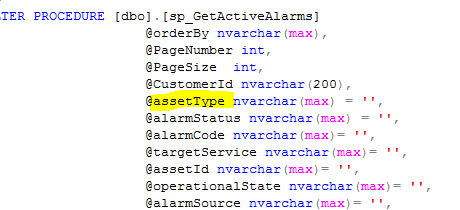 LTER PROCEDURE [dbo].[sp_GetActiveAlarms]
@orderBy nvarchar(max),
@PageNumber int,
@PageSize  int,
@CustomerId nvarchar(200),
@assetType nvarchar(max) = '',
@alarmStatus nvarchar(max) = '',
@alarmCode nvarchar(max)= '',
@targetService nvarchar(max)= '',
@assetId nvarchar(max)= '',
@operationalState nvarchar(max)= '',
@alarmSource nvarchar(max)= '',